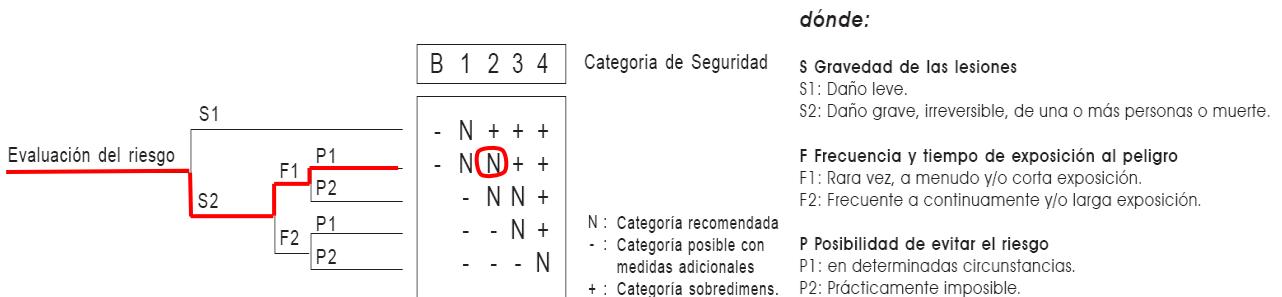 dónde:
B 1 2 3 4
Categoria de Seguridad
S Gravedad de las lesiones
S1: Daño leve.
S2: Daño grave, irreversible, de una o más personas o muerte.
S1
- N + + +
Evaluación del riesgo
F1
P1
- N N + +
F Frecuencia y tiempo de exposición al peligro
F1: Rara vez, a menudo y/o corta exposición.
F2: Frecuente a continuamente y/o larga exposición.
P2
- N N +
S2
F2
P1
- - N +
P2
- - - N
N : Categoría recomendada
- : Categoría posible con
medidas adicionales
+ : Categoría sobredimens.
P Posibilidad de evitar el riesgo
P1: en determinadas circunstancias.
P2: Prácticamente imposible.